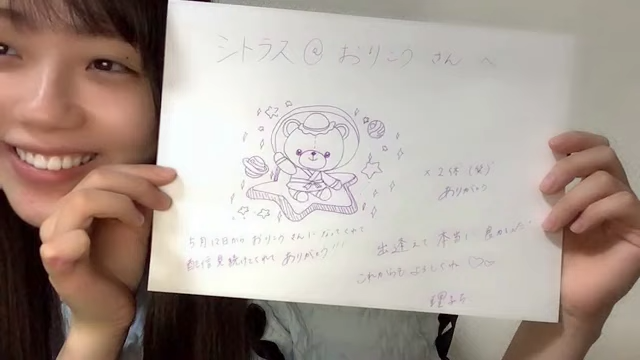 シトラス@おりこうさんへ
×2体(笑)
ありがとう
5月12日から おりこうさんになってくれて
配信見続けてくれて ありがとう!!
出逢えて 本当に 良かった
これからもよろしくね♡♡